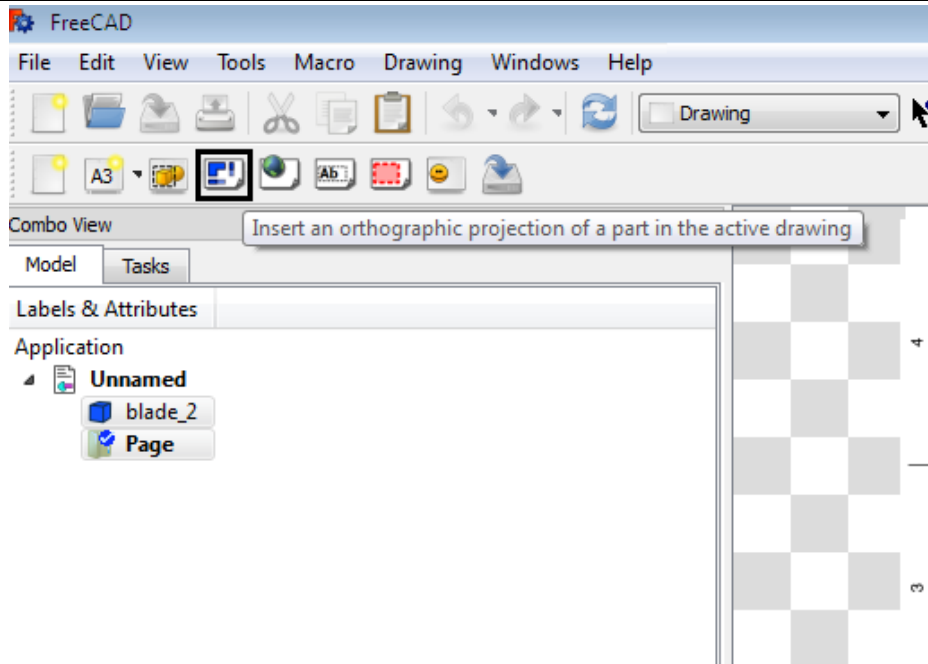 FreeCAD
File Edit View Tools Macro Drawing Windows Help
Drawing
A3 Ab
Insert an orthographic projection of a part in the active drawing
Combo View
Model Tasks
Labels & Attributes
Application
Unnamed
blade_2
Page
4
3